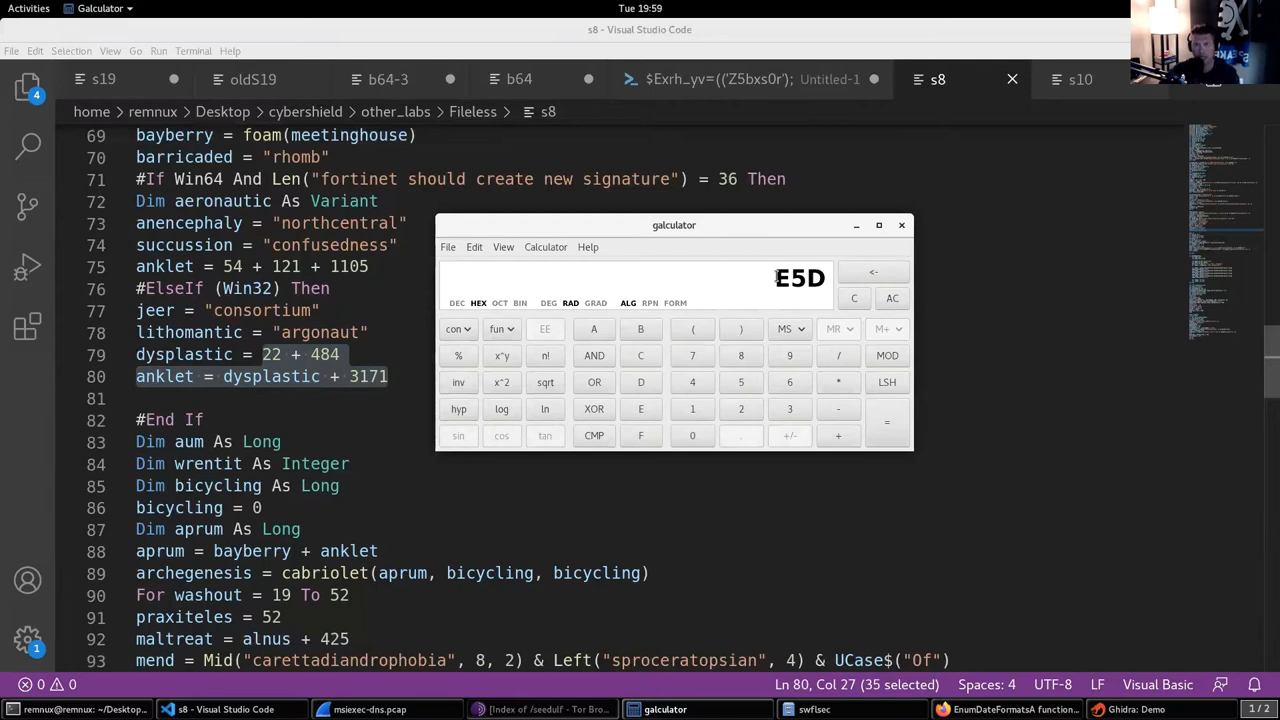 Activities
Galculator
Tue 19:59
s8 - Visual Studio Code
File Edit Selection View Go Run Terminal Help
s19
oldS19
b64-3
b64
$Exrh_yv=(('Z5bxs0r'); Untitled-1
s8
s10
home > remnux > Desktop > cybershield > other_labs > Fileless > s8
69 bayberry = foam(meetinghouse)
70 barricaded = "rhomb"
71 #If Win64 And Len("fortinet should create new signature") = 36 Then
72 Dim aeronautic As Variant
73 anencephaly = "northcentral"
74 succussion = "confusedness"
75 anklet = 54 + 121 + 1105
76 #ElseIf (Win32) Then
77 jeer = "consortium"
78 lithomantic = "argonaut"
79 dysplastic = 22 + 484
80 anklet = dysplastic + 3171
81
82 #End If
83 Dim aum As Long
84 Dim wrentit As Integer
85 Dim bicycling As Long
86 bicycling = 0
87 Dim aprum As Long
88 aprum = bayberry + anklet
89 archegenesis = cabriolet(aprum, bicycling, bicycling)
90 For washout = 19 To 52
91 praxiteles = 52
92 maltreat = alnus + 425
93 mend = Mid("carettadiandrophobia", 8, 2) & Left("sproceratopsian", 4) & UCase$("Of")
4
1
galculator
File Edit View Calculator Help
E5D
DEC HEX OCT BIN DEG RAD GRAD ALG RPN FORM
<-
C AC
con fun EE A B ( ) MS MR M+
% x^y n! AND C 7 8 9 / MOD
inv x^2 sqrt OR D 4 5 6 * LSH
hyp log ln XOR E 1 2 3 - =
sin cos tan CMP F 0 . +/- +
0 0
Ln 80, Col 27 (35 selected) Spaces: 4 UTF-8 LF Visual Basic
remnux@remnux: ~/Desktop...
s8 - Visual Studio Code
msiexec-dns.pcap
[Index of /seedulf - Tor Bro...
galculator
swflsec
EnumDateFormatsA function...
Ghidra: Demo
1 / 2